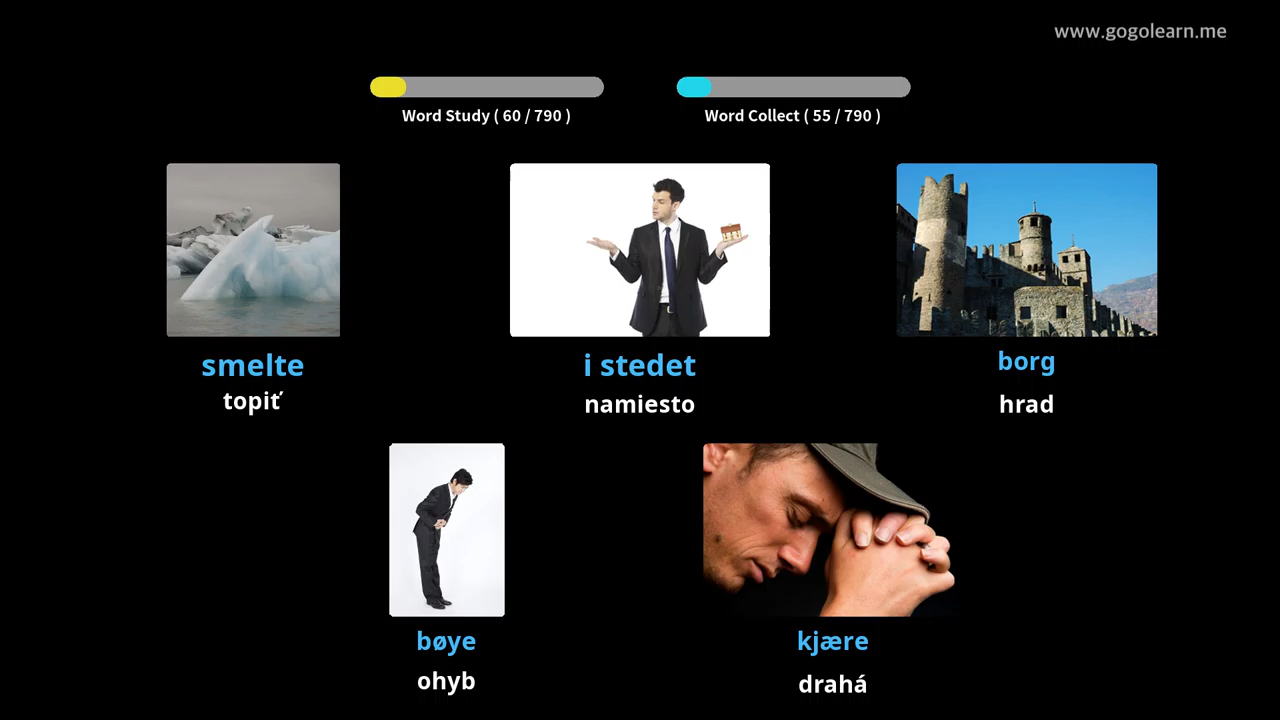 www.gogolearn.me
Word Study ( 60 / 790 )
Word Collect ( 55 / 790 )
smelte
topiť
i stedet
namiesto
borg
hrad
bøye
ohyb
kjære
drahá